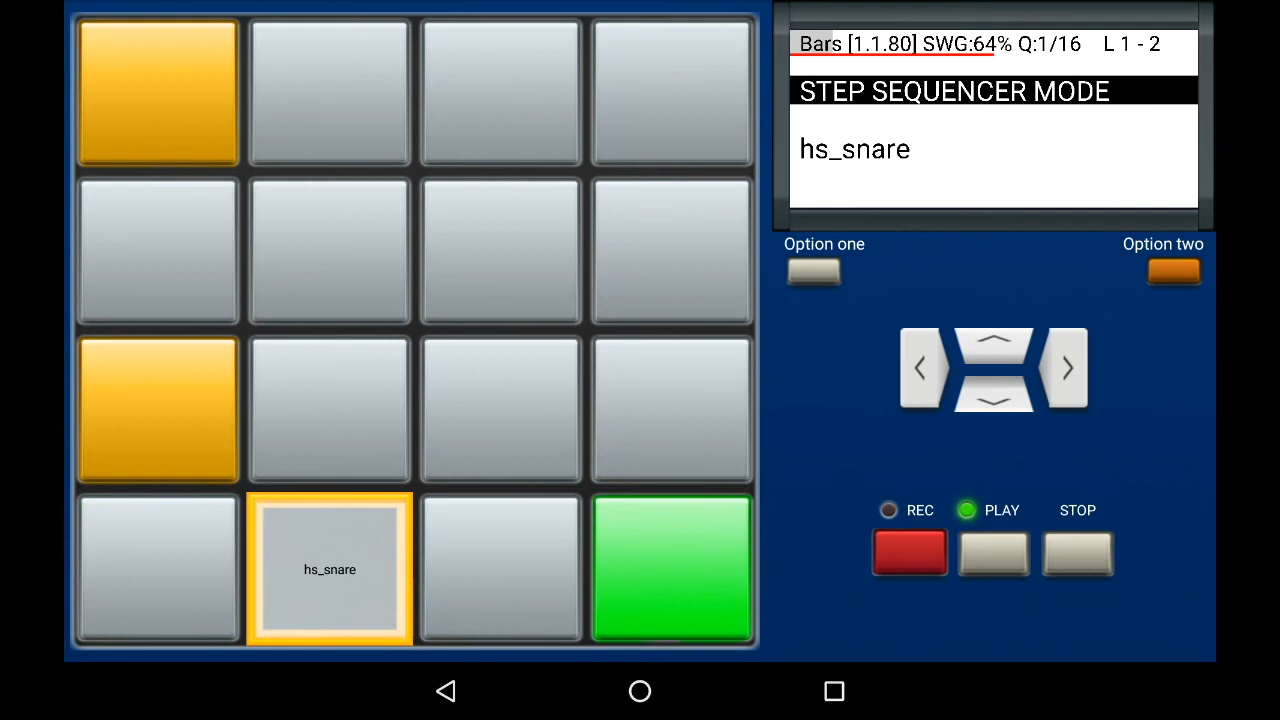 Bars [1.1.80] SWG:64% Q:1/16 L 1 - 2
STEP SEQUENCER MODE
hs_snare
Option one
Option two
REC
PLAY
STOP
hs_snare